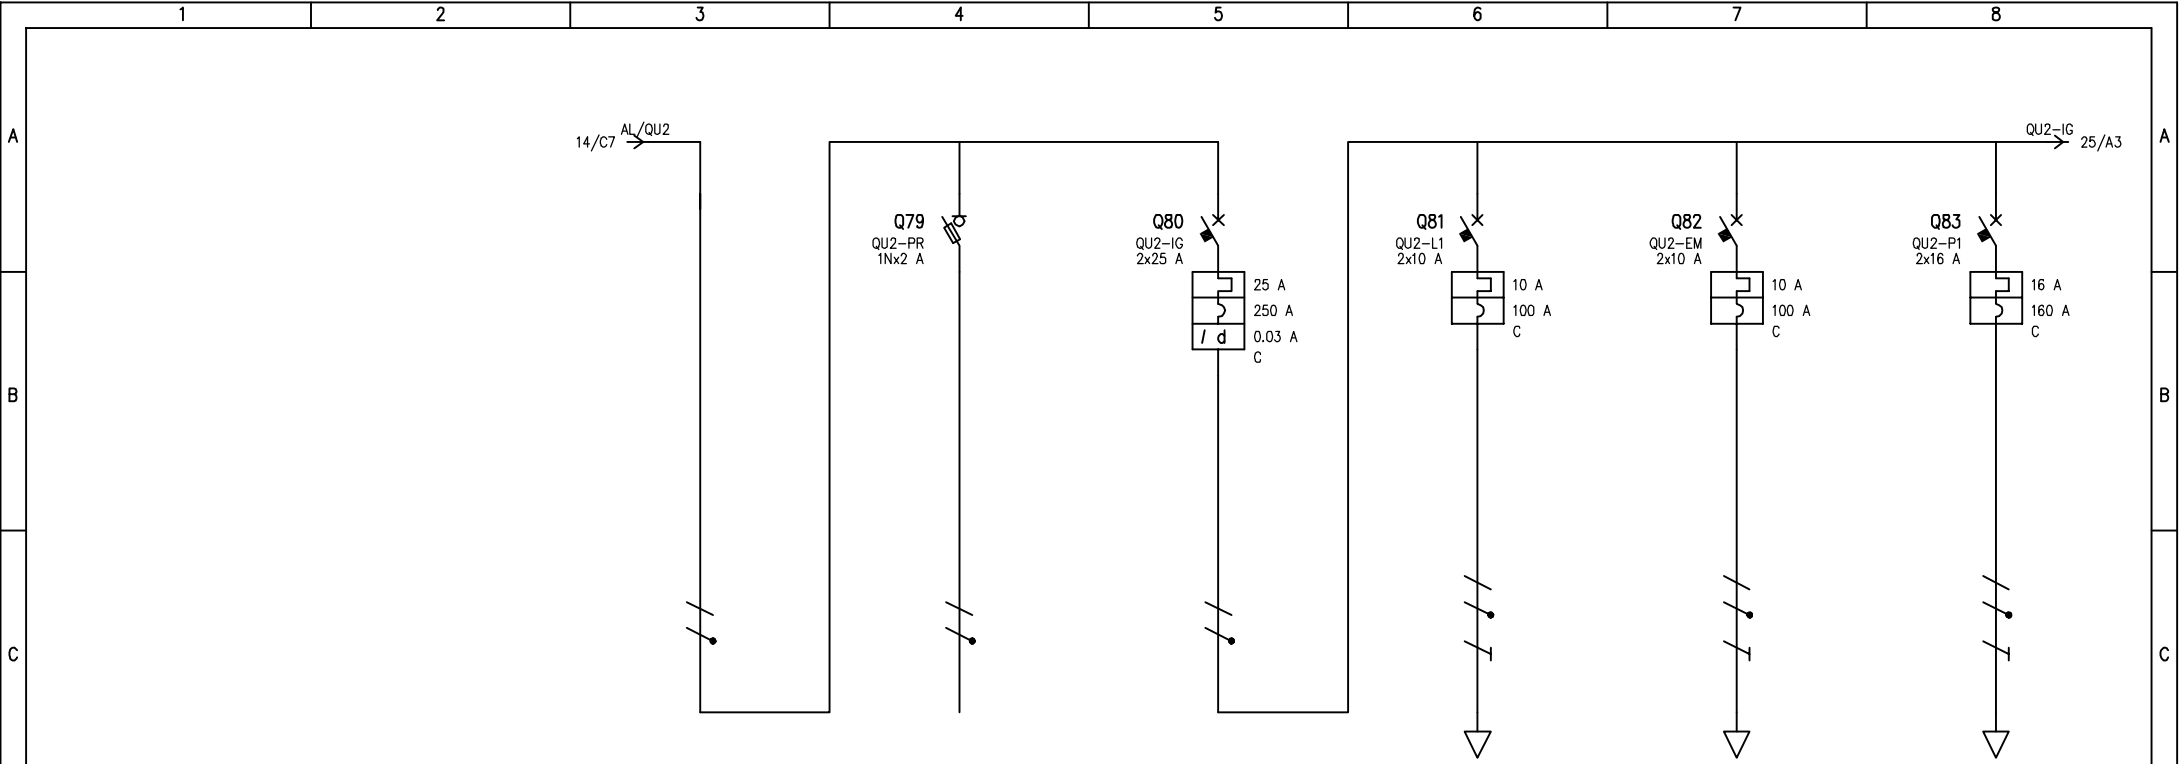 1 2 3 4 5 6 7 8
A A
AL/QU2
14/C7
QU2-IG
25/A3
Q79
QU2-PR
1Nx2 A
Q80
QU2-IG
2x25 A
25 A
250 A
I d 0.03 A
C
Q81
QU2-L1
2x10 A
10 A
100 A
C
Q82
QU2-EM
2x10 A
10 A
100 A
C
Q83
QU2-P1
2x16 A
16 A
160 A
C
B B
C C